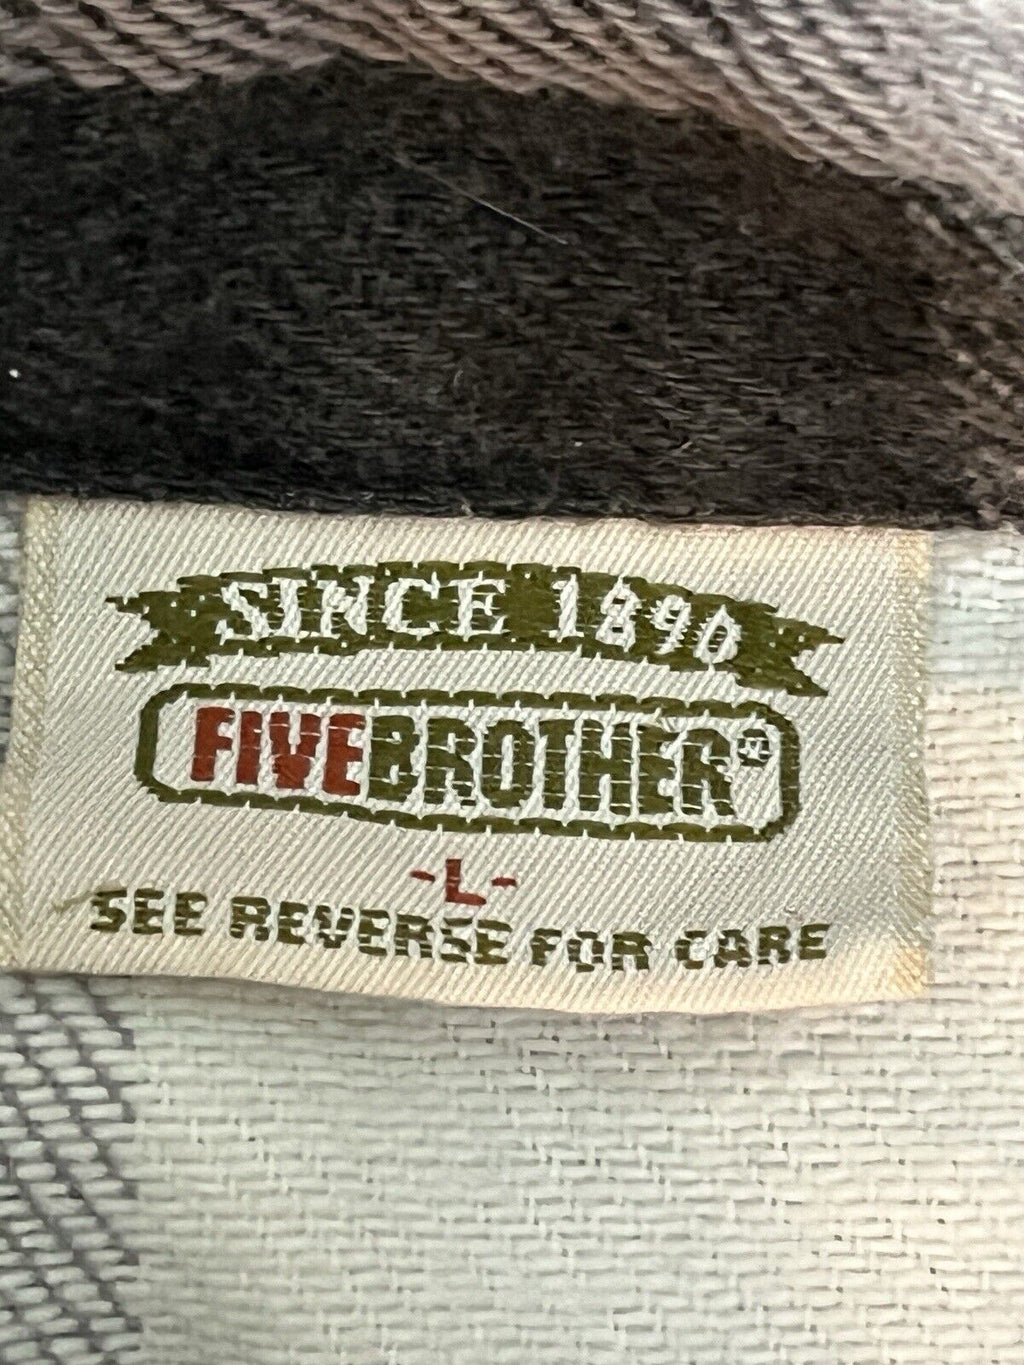 SINCE 1890
FIVEBROTHER®
-L-
SEE REVERSE FOR CARE